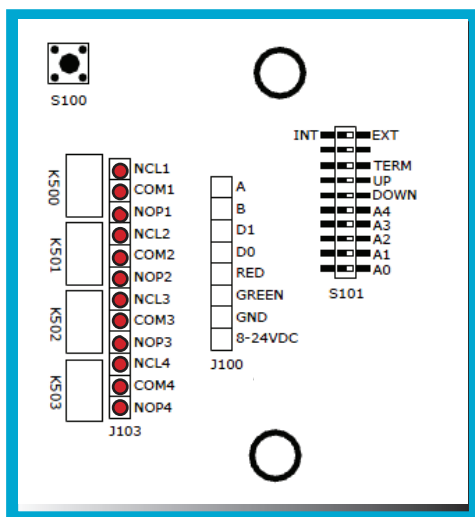 S100
K500
K501
K502
K503
NCL1
COM1
NOP1
NCL2
COM2
NOP2
NCL3
COM3
NOP3
NCL4
COM4
NOP4
J103
A
B
D1
D0
RED
GREEN
GND
8-24VDC
J100
INT EXT
TERM
UP
DOWN
A4
A3
A2
A1
A0
S101